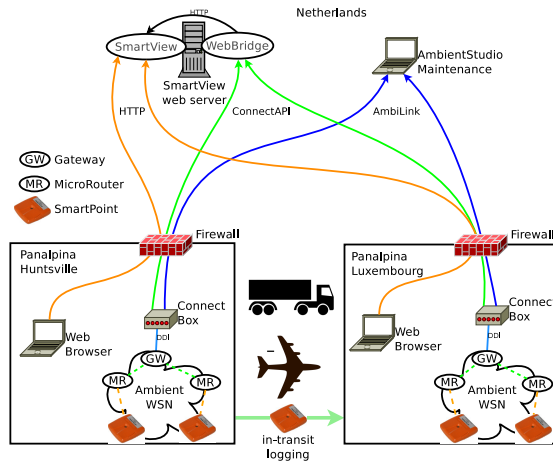 HTTP
Netherlands
SmartView
WebBridge
AmbientStudio
Maintenance
SmartView
web server
HTTP
ConnectAPI
AmbiLink
GW Gateway
MR MicroRouter
SmartPoint
Firewall
Firewall
Panalpina
Huntsville
Panalpina
Luxembourg
Connect
Box
Connect
Box
Web
Browser
Web
Browser
DDI
DDI
GW
GW
MR
MR
MR
MR
Ambient
WSN
Ambient
WSN
in-transit
logging